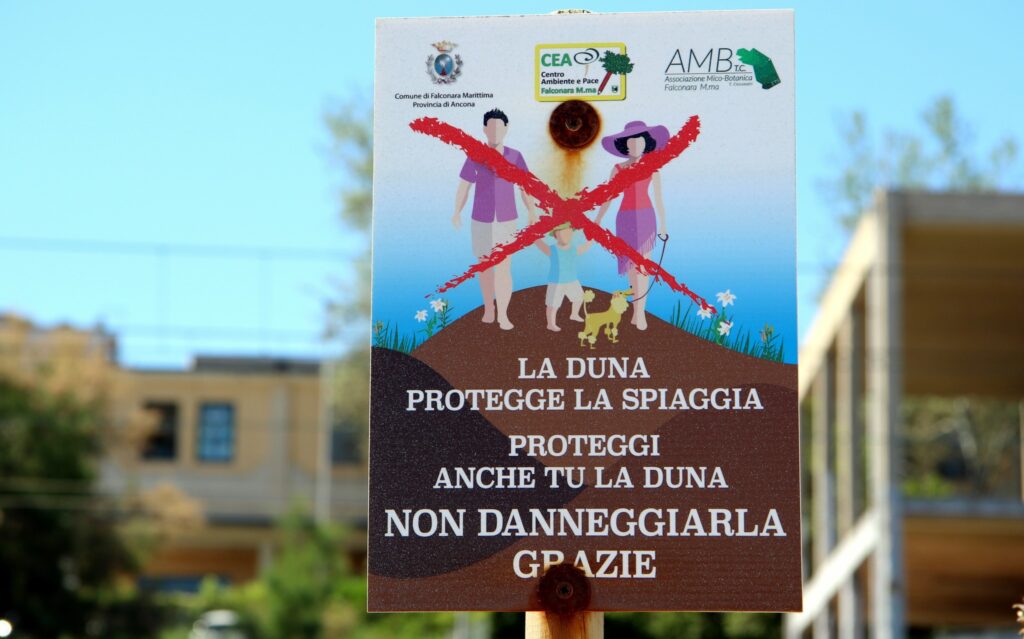 Comune di Falconara Marittima
Provincia di Ancona
CEA
Centro
Ambiente e Pace
Falconara M.ma
AMB T.C.
Associazione Mico-Botanica
Falconara M.ma
LA DUNA
PROTEGGE LA SPIAGGIA
PROTEGGI
ANCHE TU LA DUNA
NON DANNEGGIARLA
GRAZIE